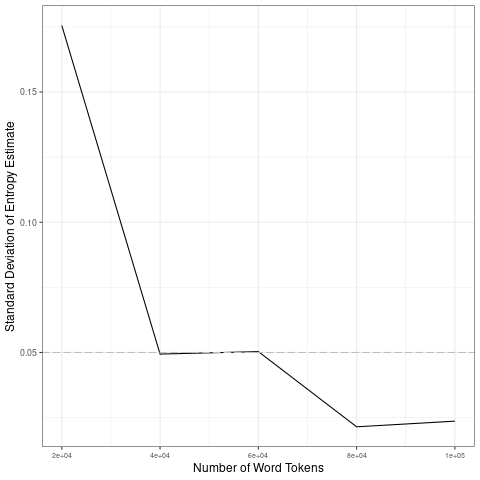 Standard Deviation of Entropy Estimate
0.15
0.10
0.05
2e+04 4e+04 6e+04 8e+04 1e+05
Number of Word Tokens